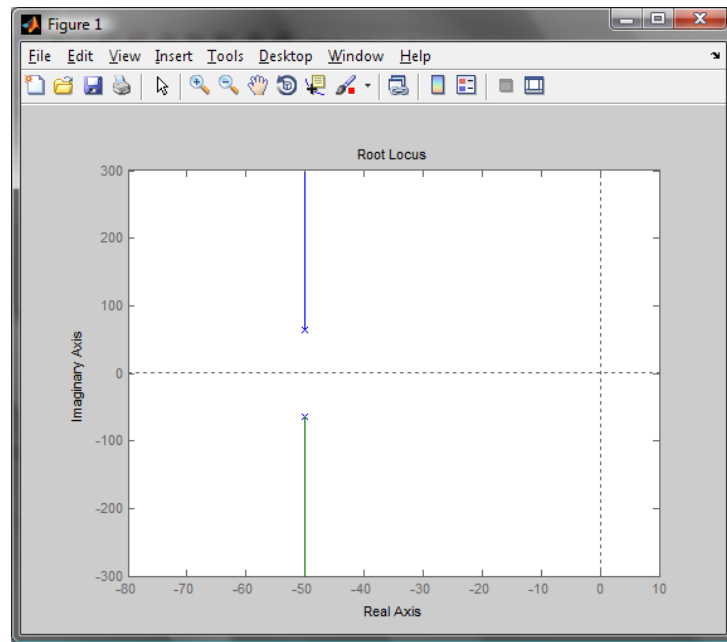 Figure 1
File Edit View Insert Tools Desktop Window Help
Root Locus
300
200
100
0
-100
-200
-300
Imaginary Axis
-80 -70 -60 -50 -40 -30 -20 -10 0 10
Real Axis